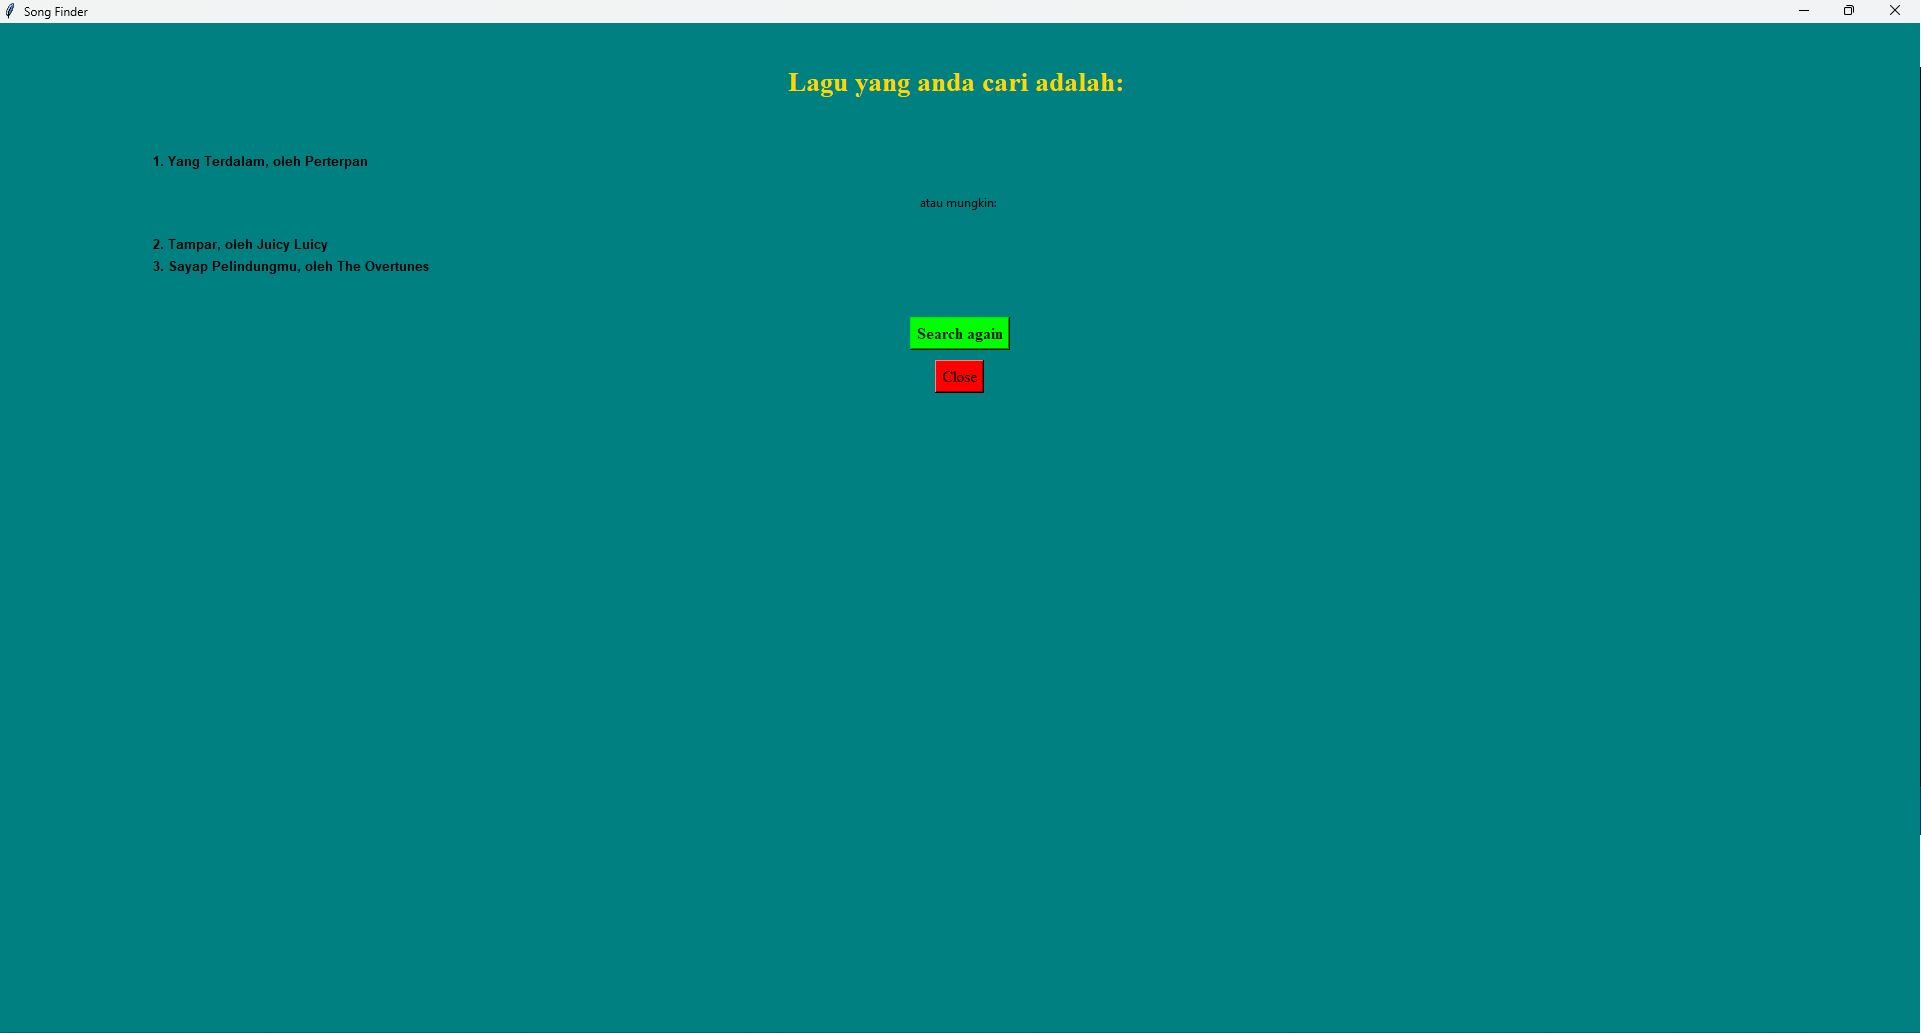 Song Finder
Lagu yang anda cari adalah:
1. Yang Terdalam, oleh Perterpan
atau mungkin:
2. Tampar, oleh Juicy Luicy
3. Sayap Pelindungmu, oleh The Overtunes
Search again
Close